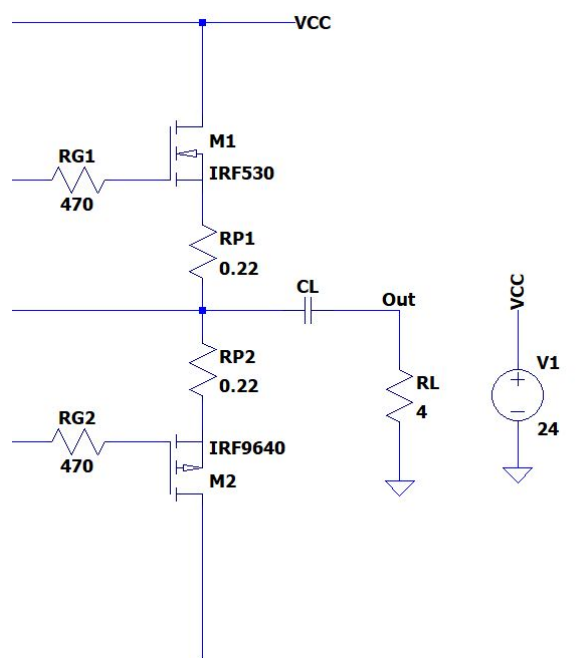 VCC
M1
RG1
IRF530
470
RP1
0.22
CL
Out
VCC
RP2
V1
0.22
RL
4
RG2
24
IRF9640
470
M2